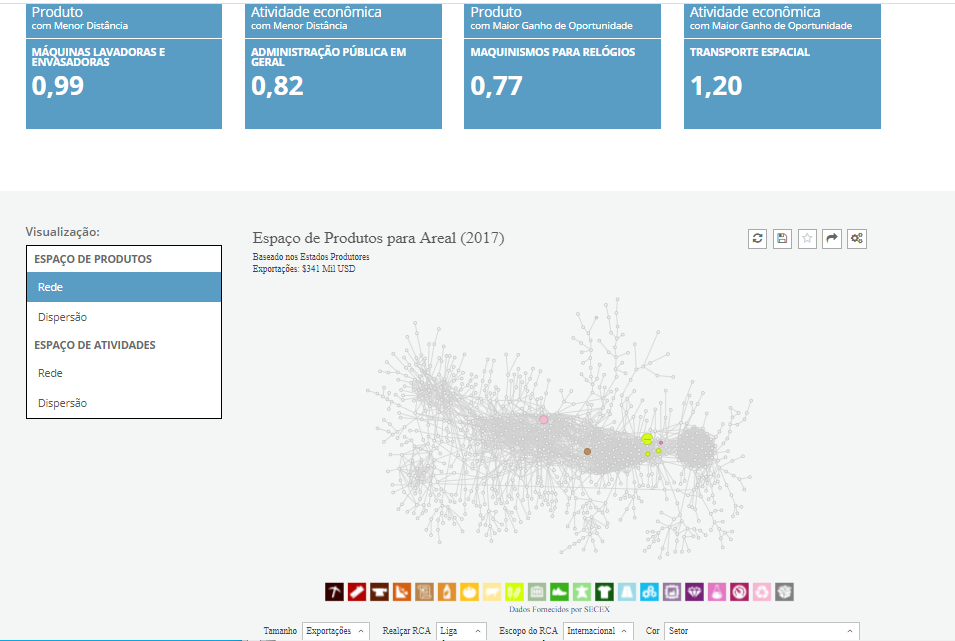 Produto
com Menor Distância
MÁQUINAS LAVADORAS E
ENVASADORAS
0,99
Atividade econômica
com Menor Distância
ADMINISTRAÇÃO PÚBLICA EM
GERAL
0,82
Produto
com Maior Ganho de Oportunidade
MAQUINISMOS PARA RELÓGIOS
0,77
Atividade econômica
com Maior Ganho de Oportunidade
TRANSPORTE ESPACIAL
1,20
Visualização:
ESPAÇO DE PRODUTOS
Rede
Dispersão
ESPAÇO DE ATIVIDADES
Rede
Dispersão
Espaço de Produtos para Areal (2017)
Baseado nos Estados Produtores
Exportações: $341 Mil USD
Dados Fornecidos por SECEX
Tamanho Exportações Realçar RCA Liga Escopo do RCA Internacional Cor Setor